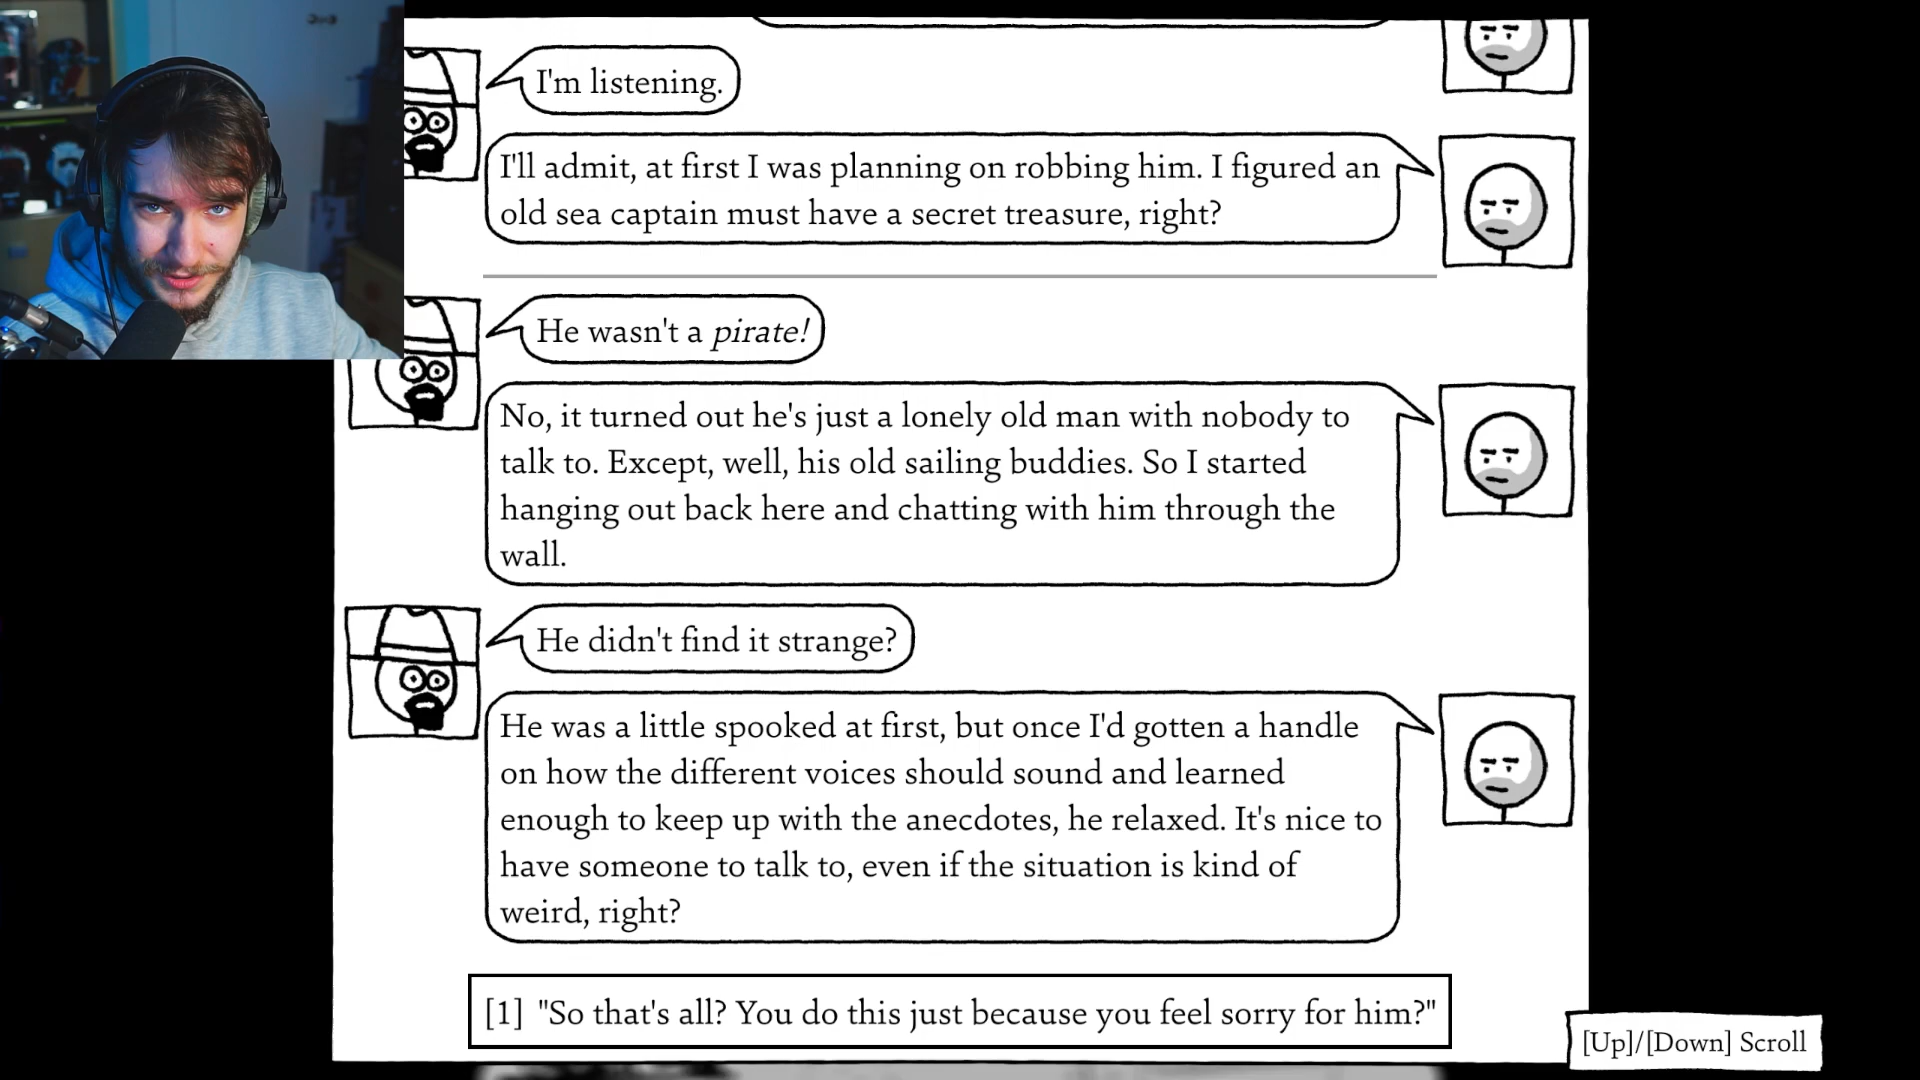 I'm listening.
I'll admit, at first I was planning on robbing him. I figured an
old sea captain must have a secret treasure, right?
He wasn't a pirate!
No, it turned out he's just a lonely old man with nobody to
talk to. Except, well, his old sailing buddies. So I started
hanging out back here and chatting with him through the
wall.
He didn't find it strange?
He was a little spooked at first, but once I'd gotten a handle
on how the different voices should sound and learned
enough to keep up with the anecdotes, he relaxed. It's nice to
have someone to talk to, even if the situation is kind of
weird, right?
[1] "So that's all? You do this just because you feel sorry for him?"
[Up]/[Down] Scroll